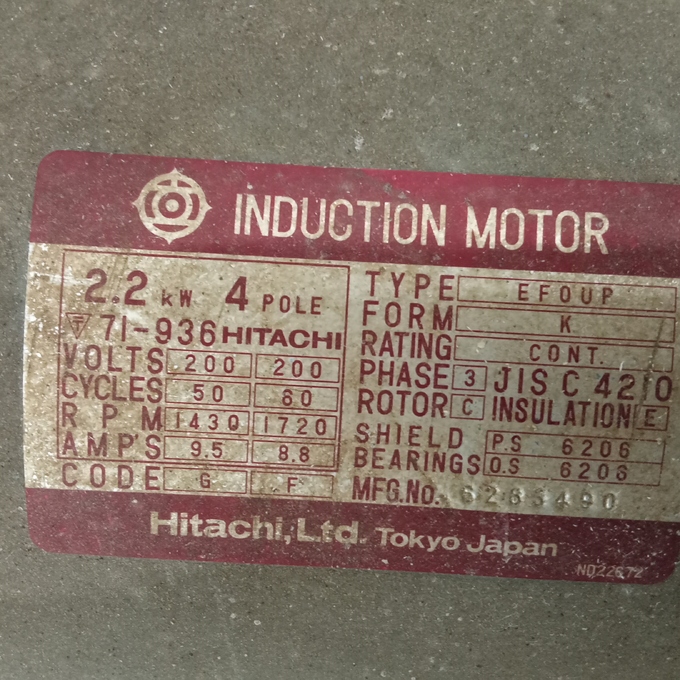 INDUCTION MOTOR
2.2 kW 4 POLE
71-936 HITACHI
VOLTS 200 200
CYCLES 50 60
RPM 1430 1720
AMP'S 9.5 8.8
CODE G F
TYPE EFOUP
FORM K
RATING CONT.
PHASE 3 JIS C 4210
ROTOR C INSULATION E
SHIELD BEARINGS P.S 6206
O.S 6206
MFG.NO.
Hitachi, Ltd. Tokyo Japan